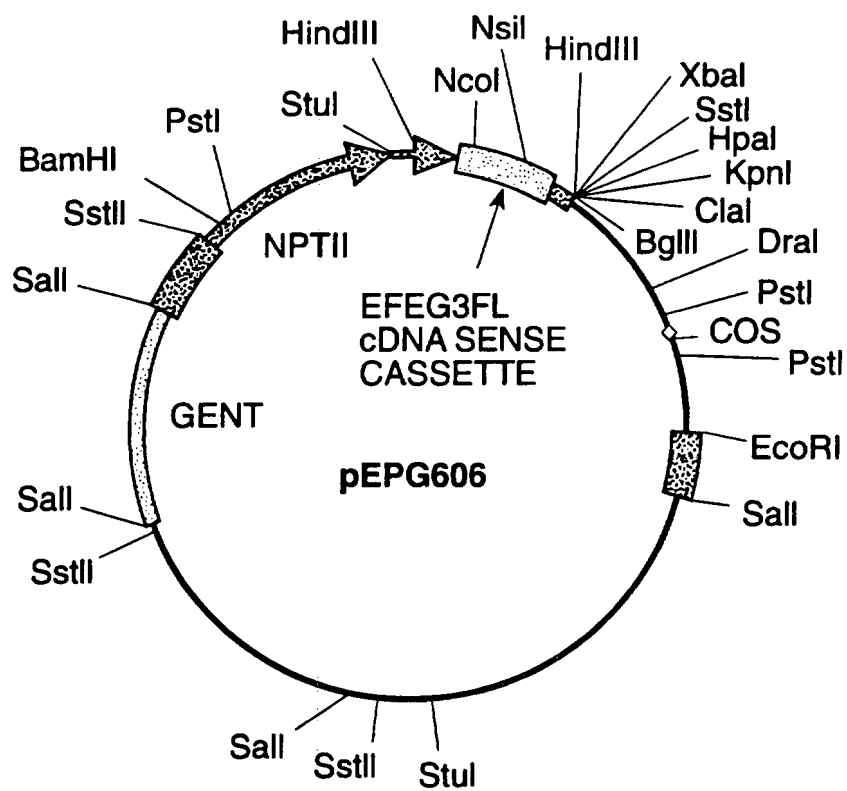 HindIII
NsiI
HindIII
NcoI
XbaI
StuI
SstI
PstI
HpaI
BamHI
KpnI
SstII
ClaI
NPTII
BglII
DraI
SalI
PstI
EFEG3FL
cDNA SENSE
CASSETTE
COS
PstI
GENT
EcoRI
pEPG606
SalI
SalI
SstII
SalI
SstII
StuI